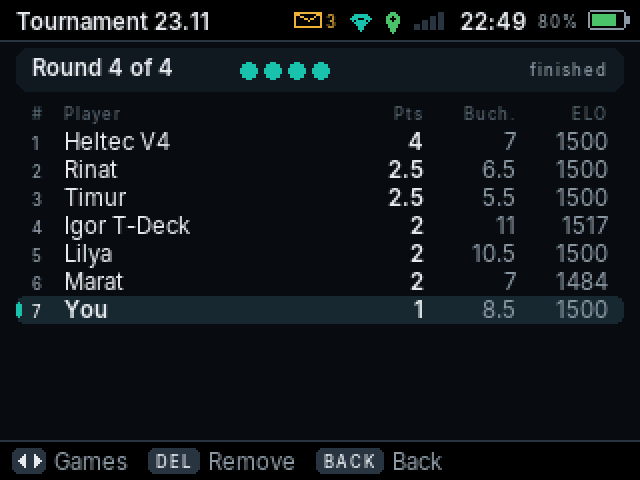 Tournament 23.11 3 22:49 80%
Round 4 of 4 finished
# Player Pts Buch. ELO
1 Heltec V4 4 7 1500
2 Rinat 2.5 6.5 1500
3 Timur 2.5 5.5 1500
4 Igor T-Deck 2 11 1517
5 Lilya 2 10.5 1500
6 Marat 2 7 1484
7 You 1 8.5 1500
Games DEL Remove BACK Back